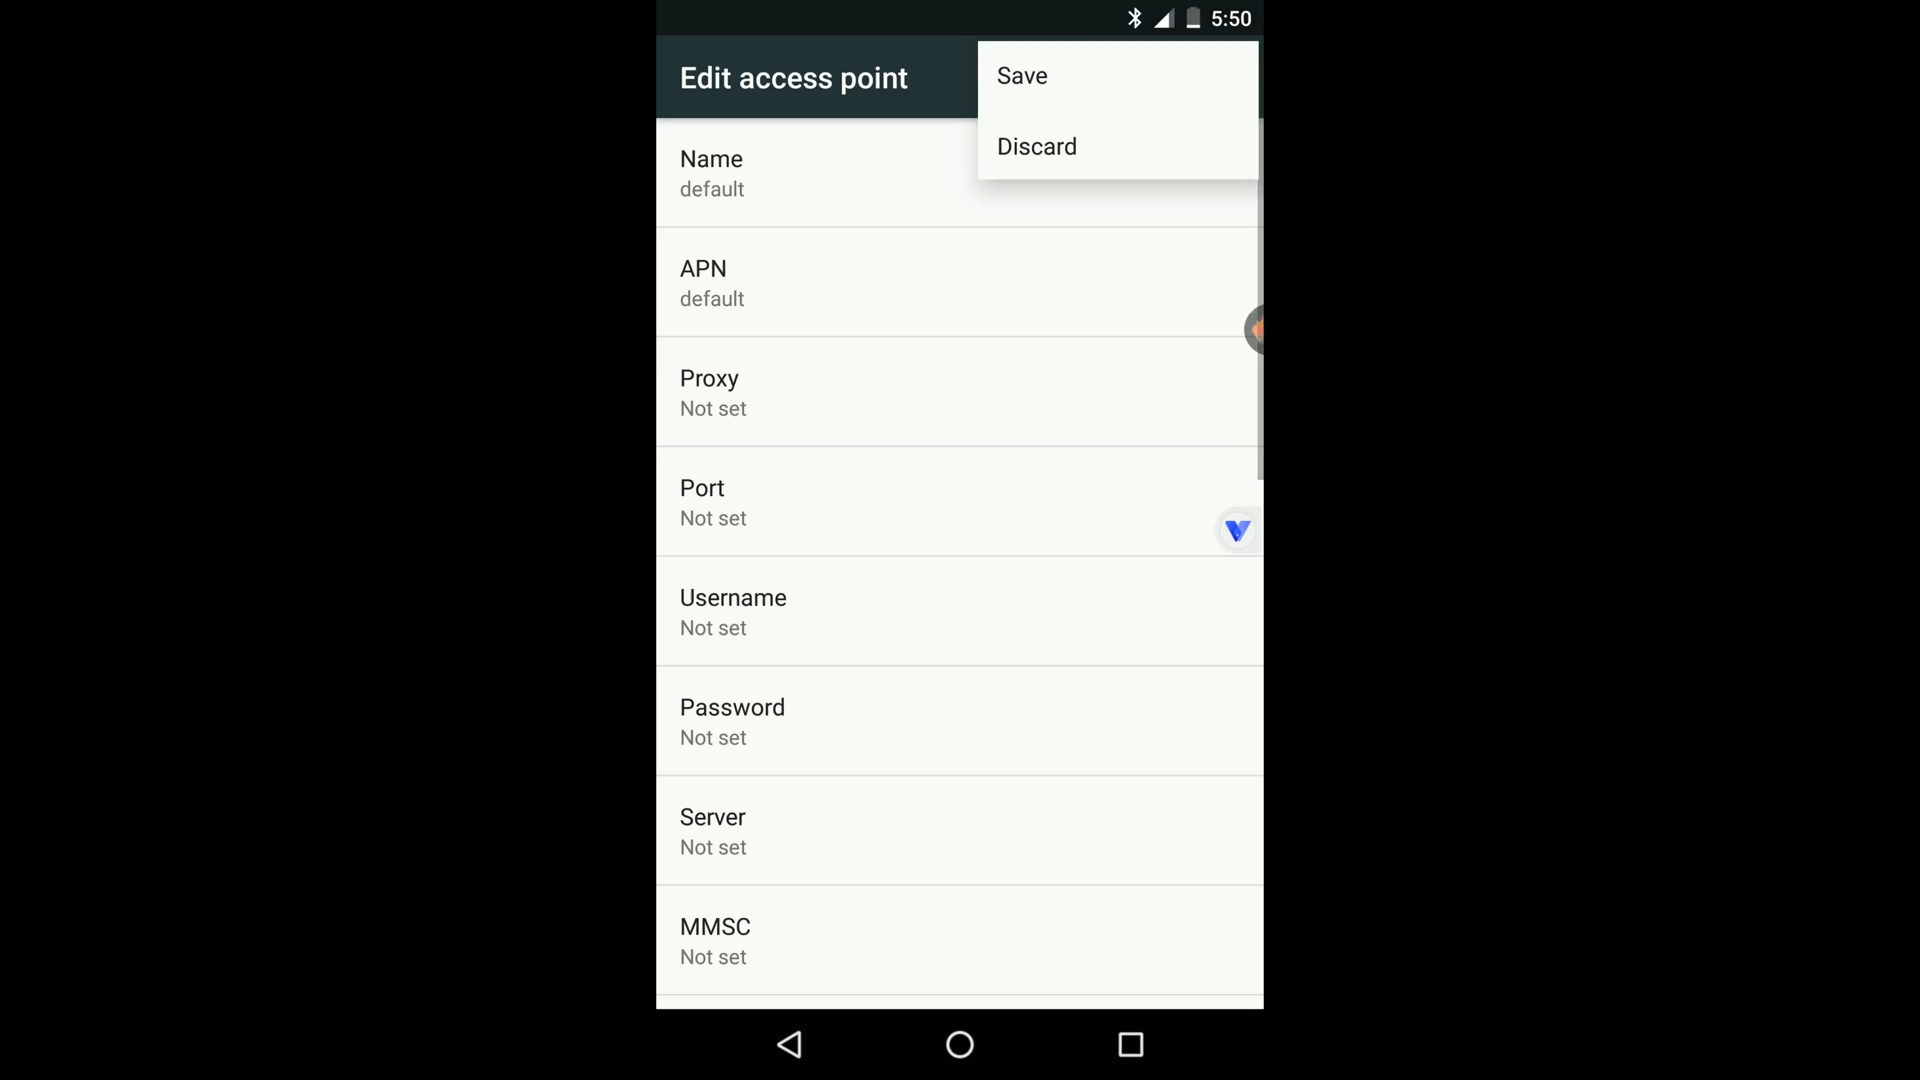 5:50
Edit access point
Save
Discard
Name
default
APN
default
Proxy
Not set
Port
Not set
Username
Not set
Password
Not set
Server
Not set
MMSC
Not set